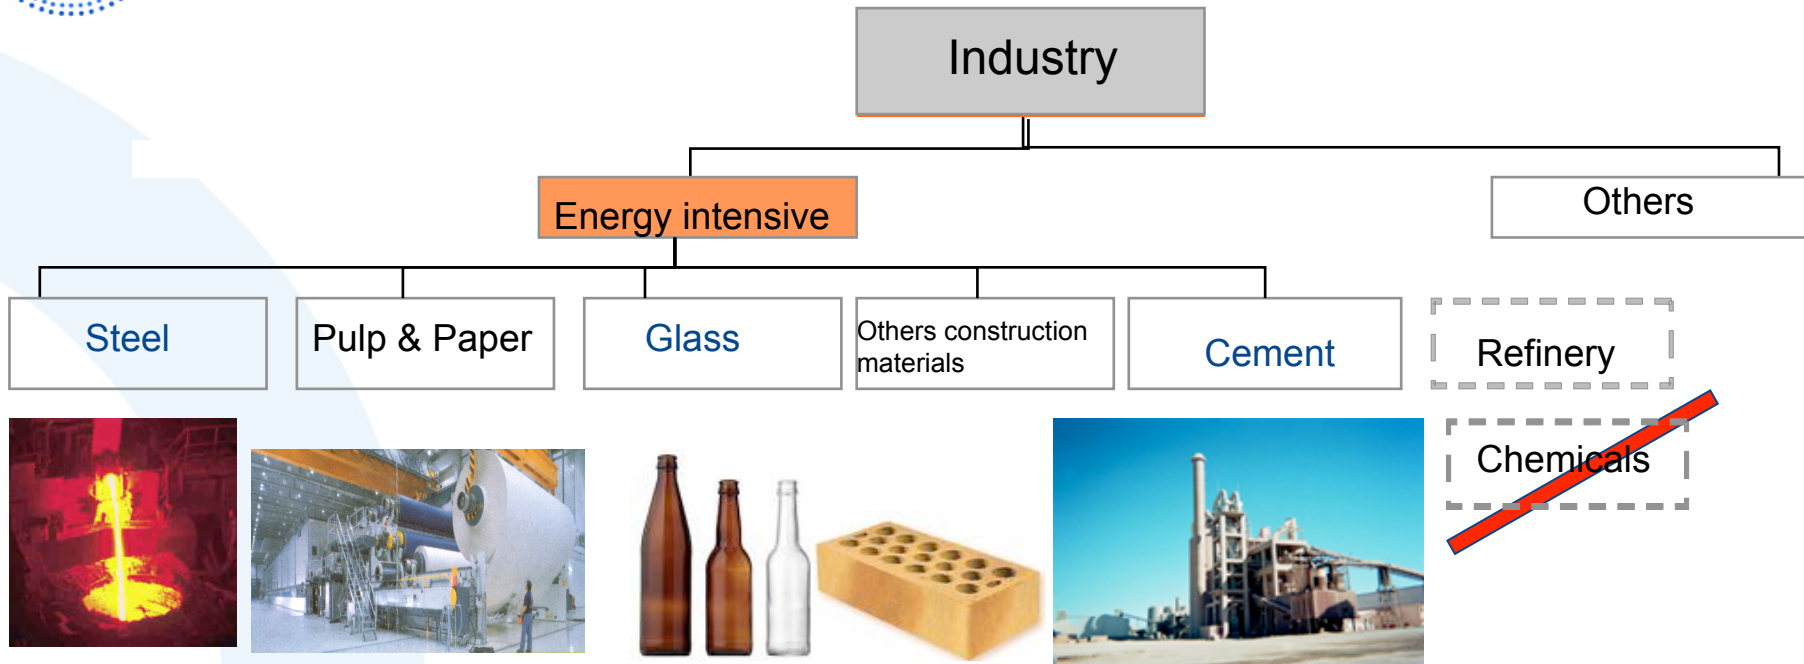 Industry
Energy intensive
Others
Steel
Pulp & Paper
Glass
Others construction
materials
Cement
Refinery
Chemicals